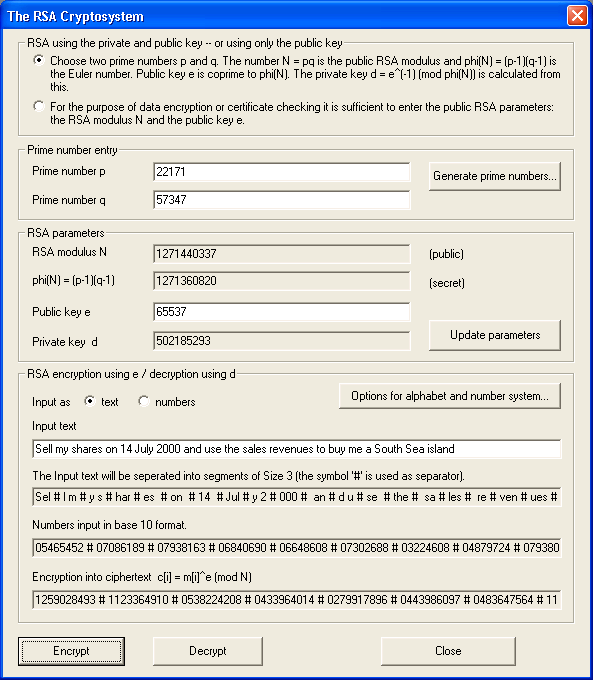 The RSA Cryptosystem
RSA using the private and public key -- or using only the public key
Choose two prime numbers p and q. The number N = pq is the public RSA modulus and phi(N) = (p-1)(q-1) is
the Euler number. Public key e is coprime to phi(N). The private key d = e^(-1) (mod phi(N)) is calculated from
this.
For the purpose of data encryption or certificate checking it is sufficient to enter the public RSA parameters:
the RSA modulus N and the public key e.
Prime number entry
Prime number p 22171 Generate prime numbers...
Prime number q 57347
RSA parameters
RSA modulus N 1271440337 (public)
phi(N) = (p-1)(q-1) 1271360820 (secret)
Public key e 65537
Private key d 502185293 Update parameters
RSA encryption using e / decryption using d
Input as text numbers Options for alphabet and number system...
Input text
Sell my shares on 14 July 2000 and use the sales revenues to buy me a South Sea island
The Input text will be seperated into segments of Size 3 (the symbol '#' is used as separator).
Sel # l m # y s # har # es # on # 14 # Jul # y 2 # 000 # an # d u # se # the # sa # les # re # ven # ues #
Numbers input in base 10 format.
05465452 # 07086189 # 07938163 # 06840690 # 06648608 # 07302688 # 03224608 # 04879724 # 079380
Encryption into ciphertext c[i] = m[i]^e (mod N)
1259028493 # 1123364910 # 0538224208 # 0433964014 # 0279917896 # 0443986097 # 0483647564 # 11
Encrypt Decrypt Close